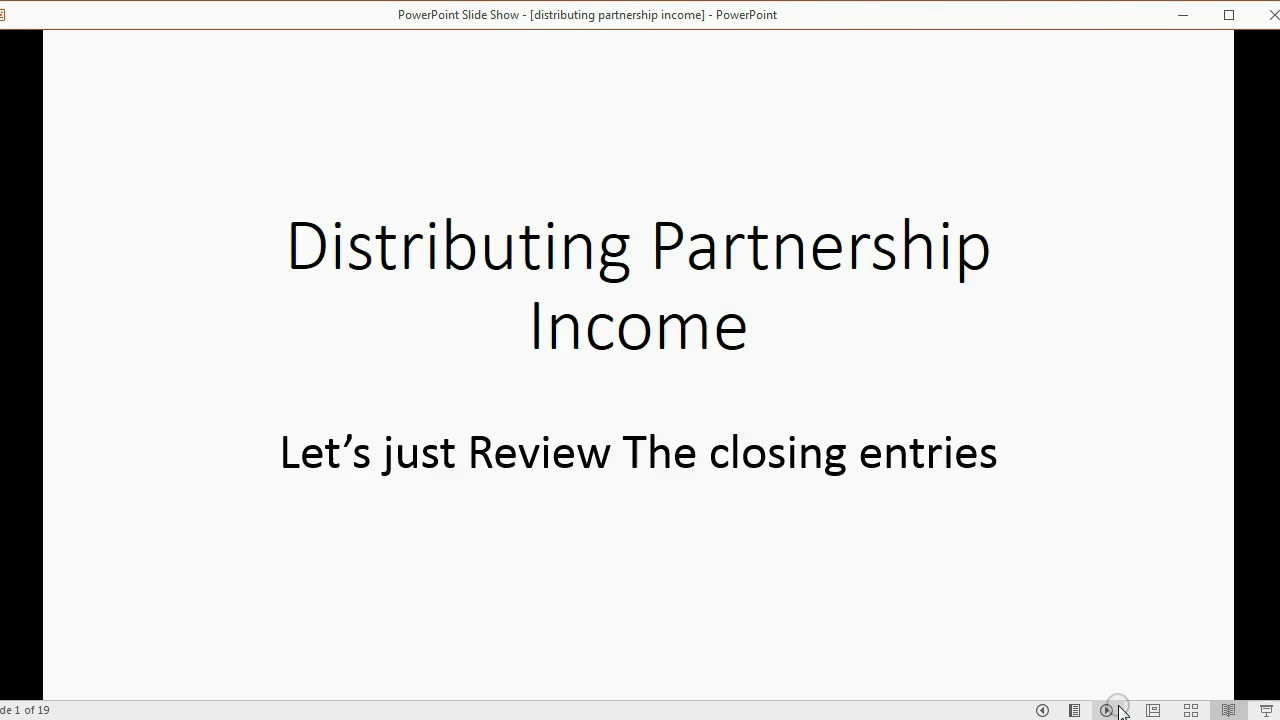 PowerPoint Slide Show - [distributing partnership income] - PowerPoint
Distributing Partnership
Income
Let’s just Review The closing entries
de 1 of 19